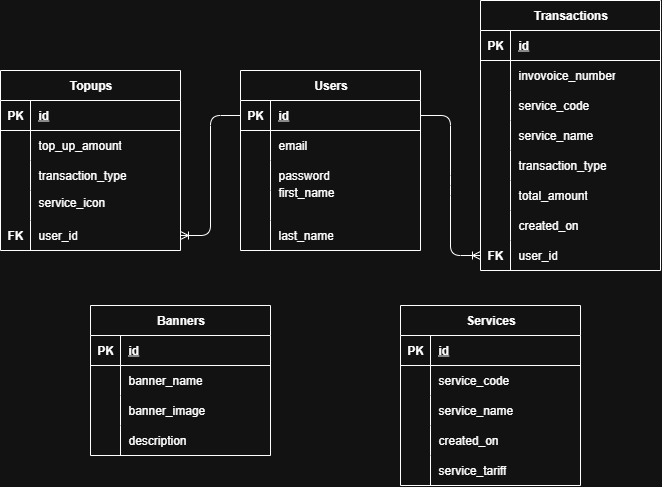 Topups
PK id
top_up_amount
transaction_type
service_icon
FK user_id
Users
PK id
email
password
first_name
last_name
Transactions
PK id
invovoice_number
service_code
service_name
transaction_type
total_amount
created_on
FK user_id
Banners
PK id
banner_name
banner_image
description
Services
PK id
service_code
service_name
created_on
service_tariff